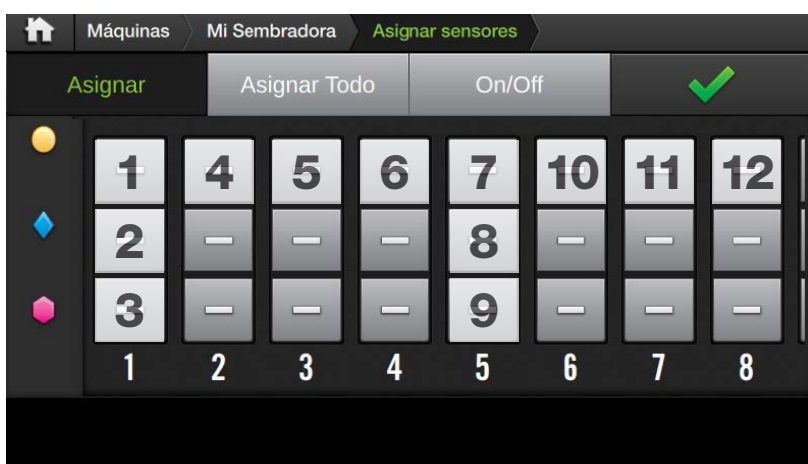 Máquinas Mi Sembradora Asignar sensores
Asignar Asignar Todo On/Off
1 4 5 6 7 10 11 12
2 – – – 8 – – –
3 – – – 9 – – –
1 2 3 4 5 6 7 8